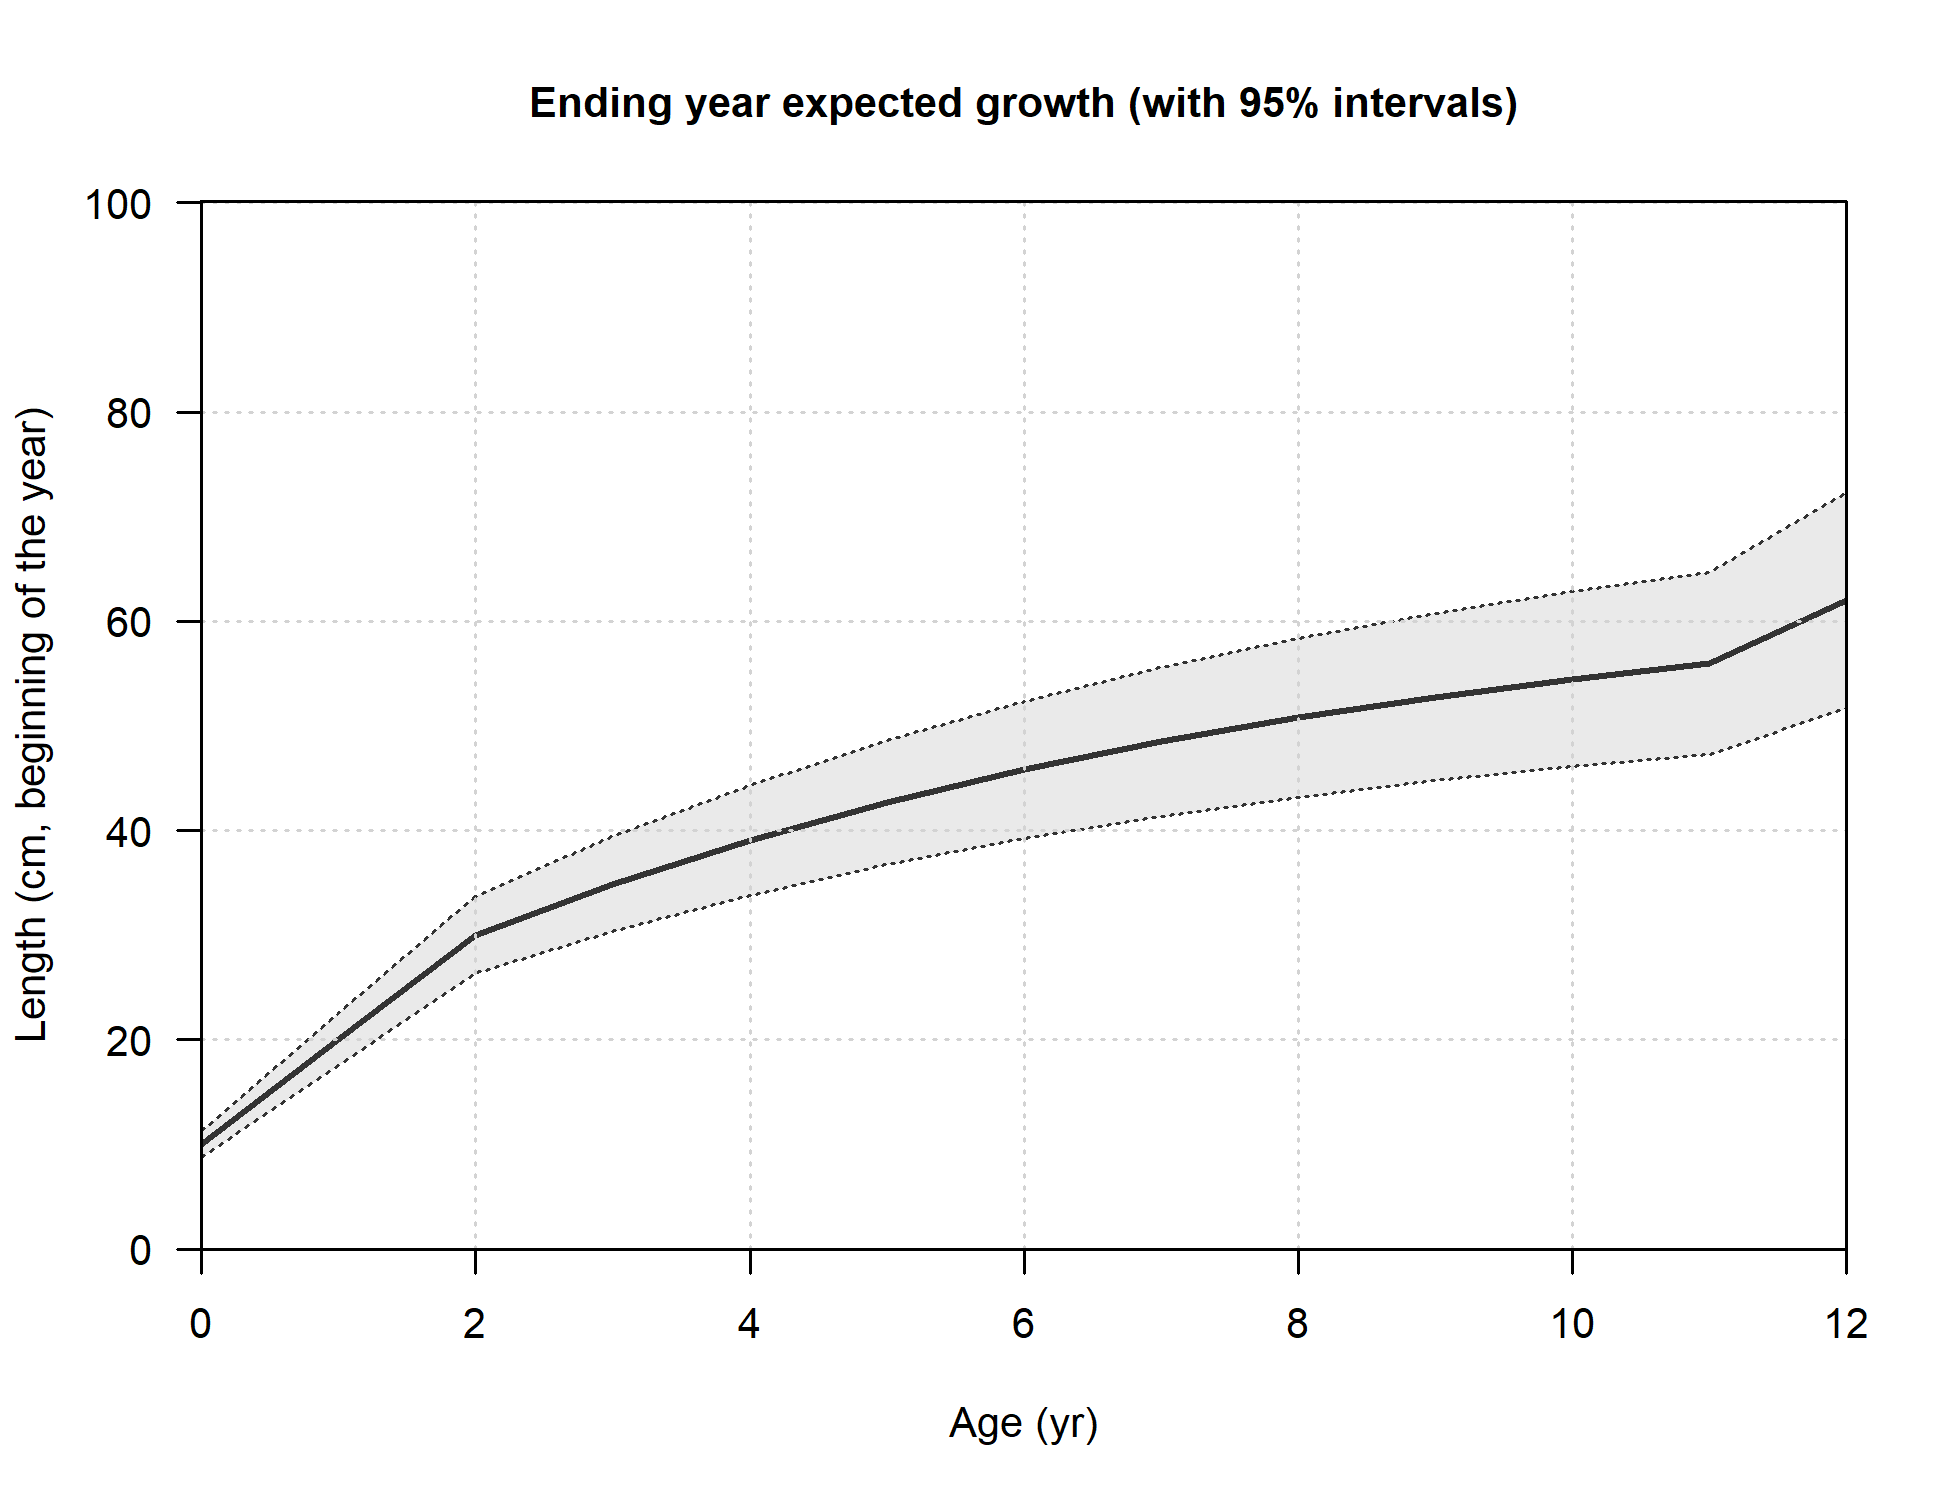 Ending year expected growth (with 95% intervals)
Length (cm, beginning of the year)
100
80
60
40
20
0
0 2 4 6 8 10 12
Age (yr)